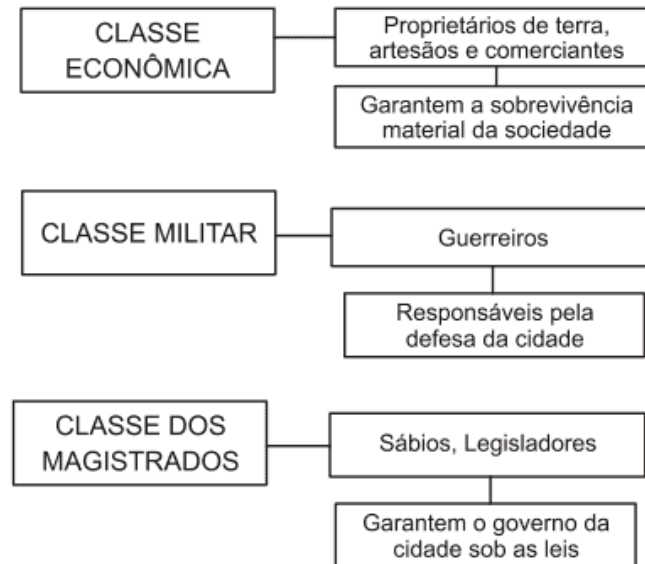 CLASSE
ECONÔMICA
Proprietários de terra,
artesãos e comerciantes
Garantem a sobrevivência
material da sociedade
CLASSE MILITAR
Guerreiros
Responsáveis pela
defesa da cidade
CLASSE DOS
MAGISTRADOS
Sábios, Legisladores
Garantem o governo da
cidade sob as leis